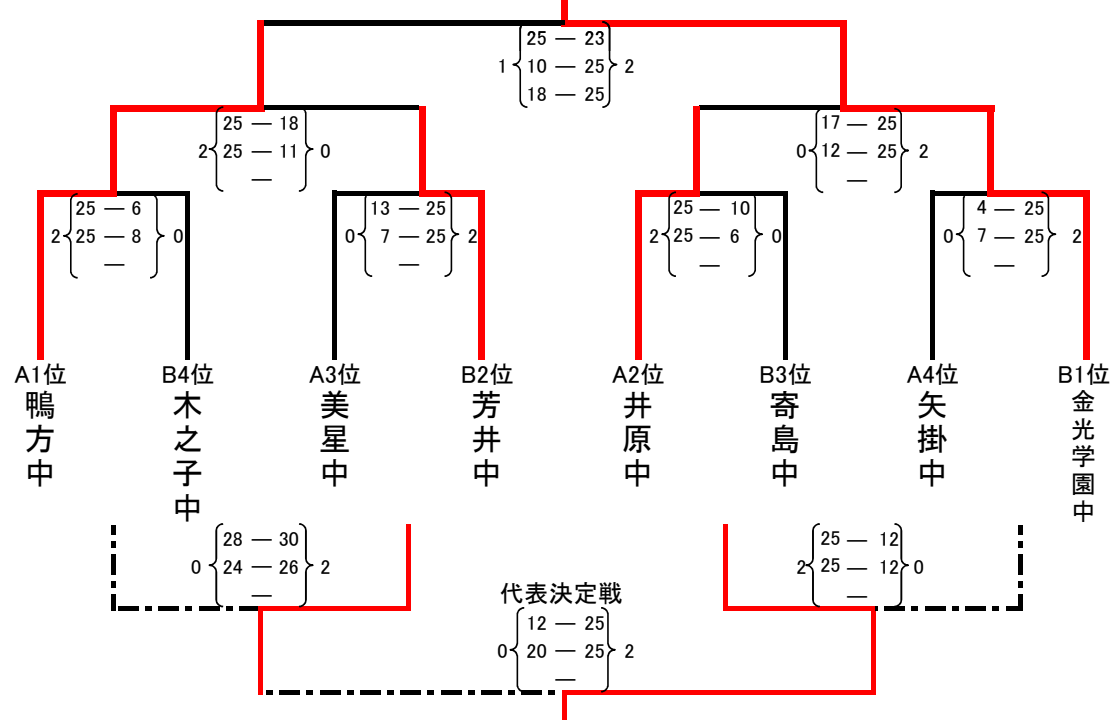 25 — 23
1 10 — 25 2
18 — 25
25 — 18
2 25 — 11 0
—
17 — 25
0 12 — 25 2
—
25 — 6
2 25 — 8 0
—
13 — 25
0 7 — 25 2
—
25 — 10
2 25 — 6 0
—
4 — 25
0 7 — 25 2
—
A1位
鴨方中
B4位
木之子中
A3位
美星中
B2位
芳井中
A2位
井原中
B3位
寄島中
A4位
矢掛中
B1位
金光学園中
28 — 30
0 24 — 26 2
—
25 — 12
2 25 — 12 0
—
代表決定戦
12 — 25
0 20 — 25 2
—